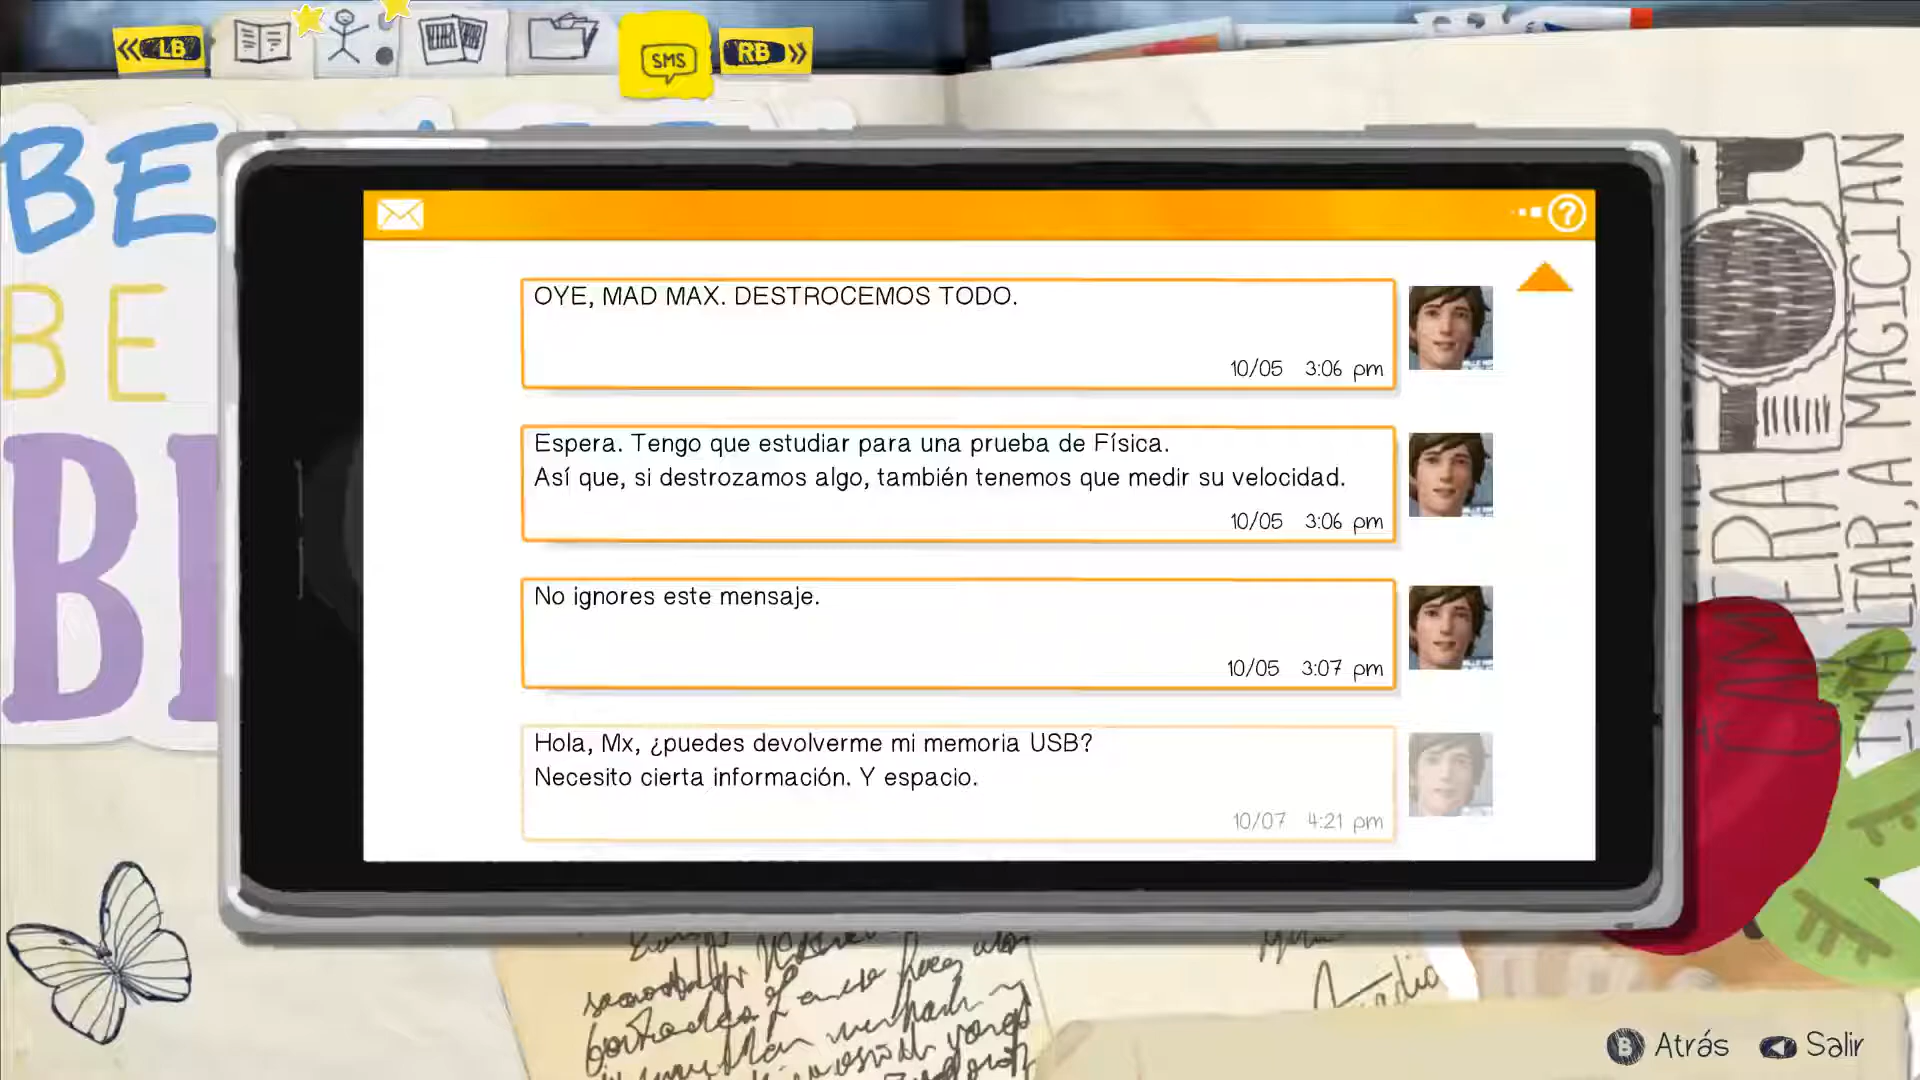 LB
SMS
RB
BE
BE
OYE, MAD MAX. DESTROCEMOS TODO.
10/05 3:06 pm
Espera. Tengo que estudiar para una prueba de Física.
Así que, si destrozamos algo, también tenemos que medir su velocidad.
10/05 3:06 pm
No ignores este mensaje.
10/05 3:07 pm
Hola, Mx, ¿puedes devolverme mi memoria USB?
Necesito cierta información. Y espacio.
10/07 4:21 pm
CAMERA
LIAR, A MAGICIAN
B Atrás
Salir